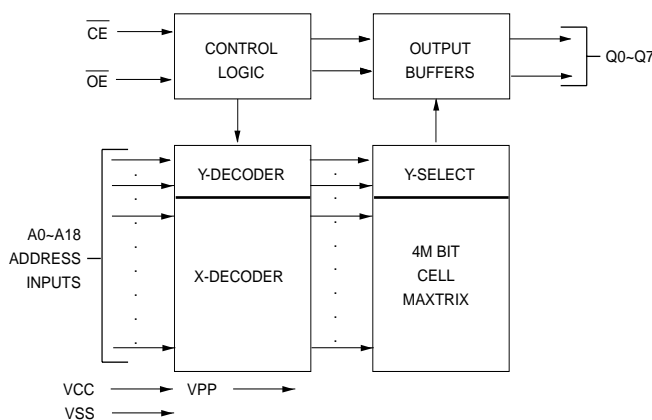 CE
CONTROL
LOGIC
OUTPUT
BUFFERS
Q0~Q7
OE
Y-DECODER
Y-SELECT
A0~A18
ADDRESS
INPUTS
X-DECODER
4M BIT
CELL
MAXTRIX
VCC
VPP
VSS